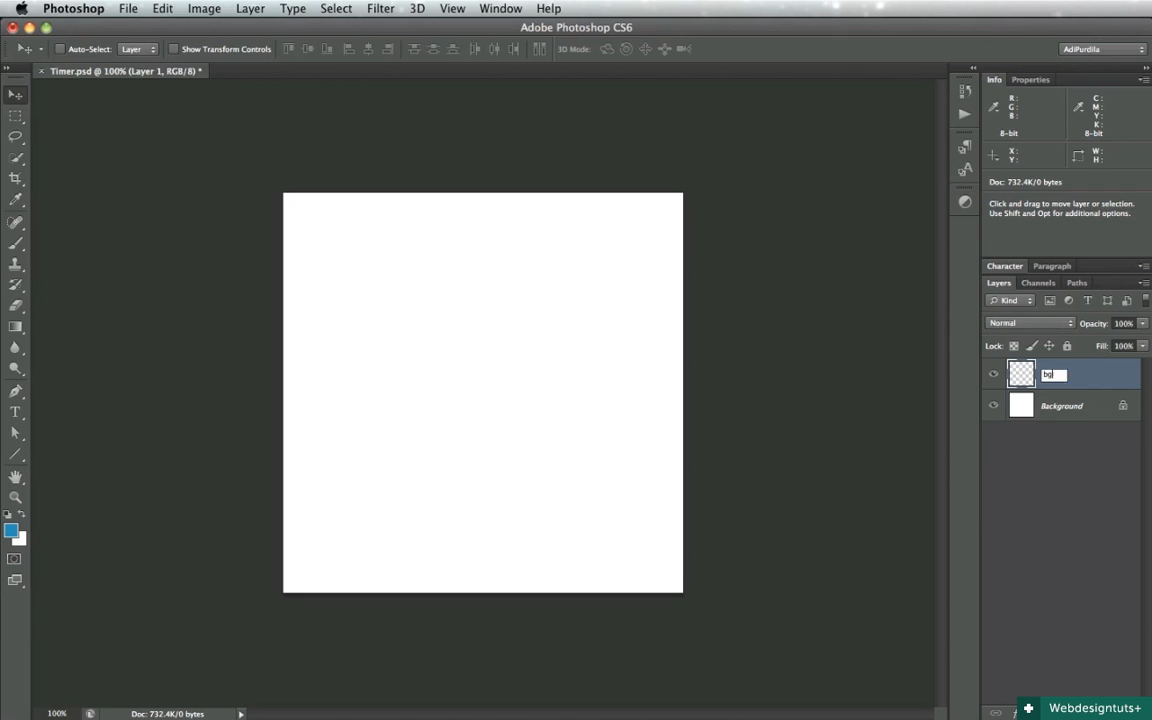 Photoshop File Edit Image Layer Type Select Filter 3D View Window Help
Adobe Photoshop CS6
Auto-Select: Layer Show Transform Controls 3D Mode: AdiPurdila
Timer.psd @ 100% (Layer 1, RGB/8) *
Info Properties
R: C:
G: M:
B: Y:
K:
8-bit 8-bit
X: W:
Y: H:
Doc: 732.4K/0 bytes
Click and drag to move layer or selection.
Use Shift and Opt for additional options.
Character Paragraph
Layers Channels Paths
Kind
Normal Opacity: 100%
Lock: Fill: 100%
bg
Background
100% Doc: 732.4K/0 bytes
Webdesigntuts+